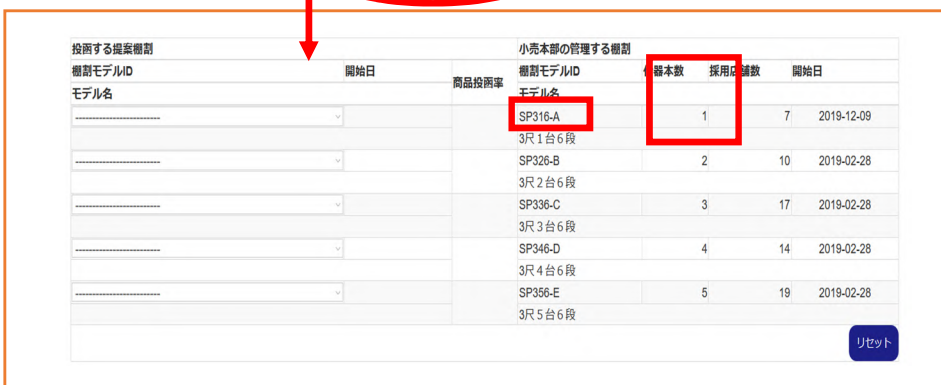 投函する提案棚割 小売本部の管理する棚割
棚割モデルID 開始日 商品投函率 棚割モデルID 器本数 採用店舗数 開始日
モデル名 モデル名
------------------------- SP316-A 1 7 2019-12-09
3尺1台6段
------------------------- SP326-B 2 10 2019-02-28
3尺2台6段
------------------------- SP336-C 3 17 2019-02-28
3尺3台6段
------------------------- SP346-D 4 14 2019-02-28
3尺4台6段
------------------------- SP356-E 5 19 2019-02-28
3尺5台6段
リセット